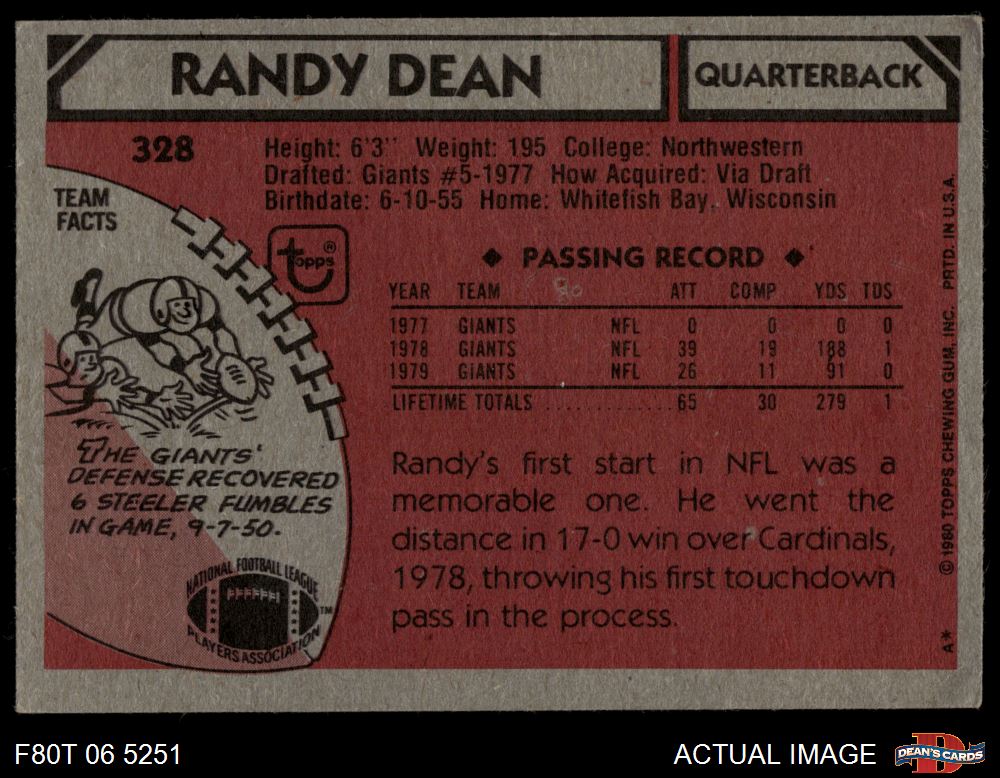 RANDY DEAN
QUARTERBACK
328
Height: 6'3" Weight: 195 College: Northwestern
Drafted: Giants #5-1977 How Acquired: Via Draft
Birthdate: 6-10-55 Home: Whitefish Bay, Wisconsin
TEAM
FACTS
topps®
◆ PASSING RECORD ◆
YEAR TEAM ATT COMP YDS TDS
1977 GIANTS NFL 0 0 0 0
1978 GIANTS NFL 39 19 188 1
1979 GIANTS NFL 26 11 91 0
LIFETIME TOTALS ............. 65 30 279 1
THE GIANTS'
DEFENSE RECOVERED
6 STEELER FUMBLES
IN GAME, 9-7-50.
Randy's first start in NFL was a
memorable one. He went the
distance in 17-0 win over Cardinals,
1978, throwing his first touchdown
pass in the process.
NATIONAL FOOTBALL LEAGUE
PLAYERS ASSOCIATION
TM
A* © 1980 TOPPS CHEWING GUM, INC. PRTD. IN U.S.A.
F80T 06 5251
ACTUAL IMAGE
DEAN'S CARDS